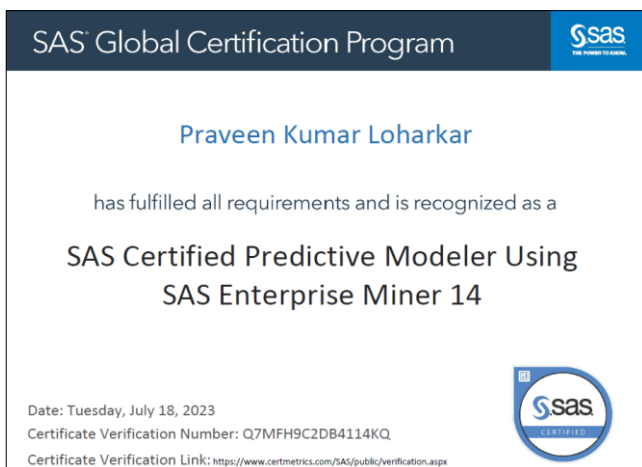 SAS® Global Certification Program
sas
THE POWER TO KNOW.
Praveen Kumar Loharkar
has fulfilled all requirements and is recognized as a
SAS Certified Predictive Modeler Using
SAS Enterprise Miner 14
Date: Tuesday, July 18, 2023
Certificate Verification Number: Q7MFH9C2DB4114KQ
Certificate Verification Link: https://www.certmetrics.com/SAS/public/verification.aspx
sas
CERTIFIED